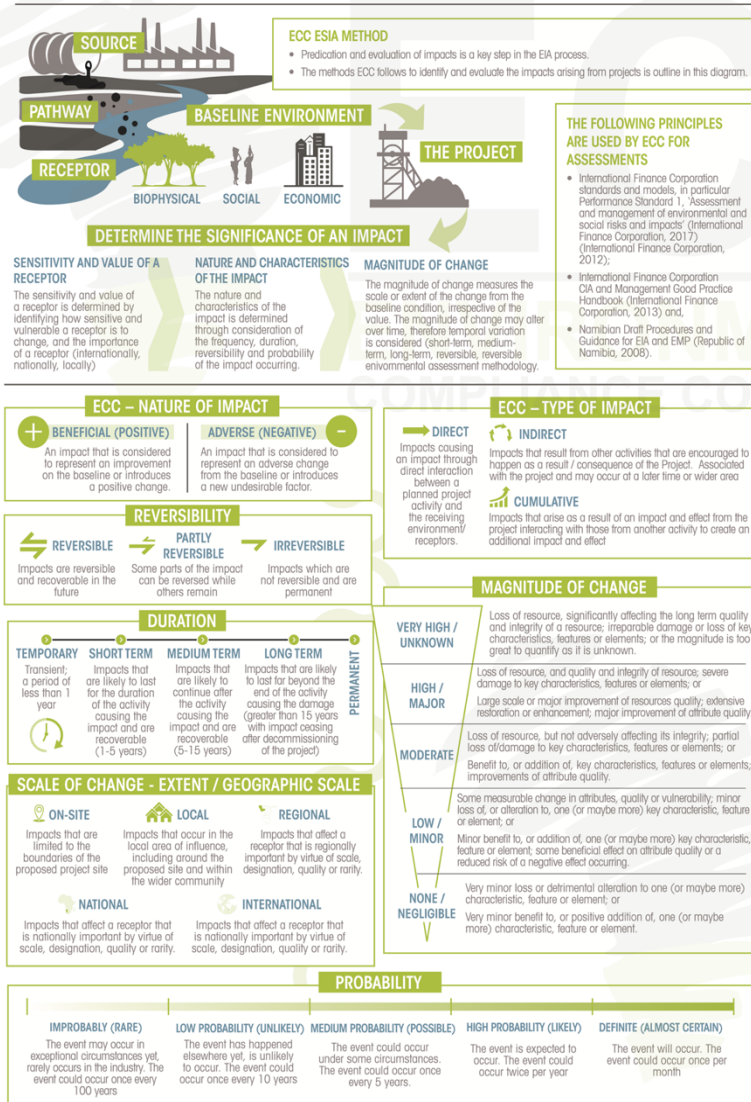 SOURCE
PATHWAY
RECEPTOR
ECC ESIA METHOD
• Predication and evaluation of impacts is a key step in the EIA process.
• The methods ECC follows to identify and evaluate the impacts arising from projects is outline in this diagram.
BASELINE ENVIRONMENT
BIOPHYSICAL
SOCIAL
ECONOMIC
THE PROJECT
THE FOLLOWING PRINCIPLES
ARE USED BY ECC FOR
ASSESSMENTS
• International Finance Corporation
standards and models, in particular
Performance Standard 1, 'Assessment
and management of environmental and
social risks and impacts' (International
Finance Corporation, 2017)
(International Finance Corporation,
2012);
• International Finance Corporation
CIA and Management Good Practice
Handbook (International Finance
Corporation, 2013) and,
• Namibian Draft Procedures and
Guidance for EIA and EMP (Republic of
Namibia, 2008).
DETERMINE THE SIGNIFICANCE OF AN IMPACT
SENSITIVITY AND VALUE OF A
RECEPTOR
The sensitivity and value of
a receptor is determined by
identifying how sensitive and
vulnerable a receptor is to
change, and the importance
of a receptor (internationally,
nationally, locally)
NATURE AND CHARACTERISTICS
OF THE IMPACT
The nature and
characteristics of the
impact is determined
through consideration of
the frequency, duration,
reversibility and probability
of the impact occurring.
MAGNITUDE OF CHANGE
The magnitude of change measures the
scale or extent of the change from the
baseline condition, irrespective of the
value. The magnitude of change may alter
over time, therefore temporal variation
is considered (short-term, medium-
term, long-term, reversible, reversible
enivornmental assessment methodology.
COMPLIANCE CO
ECC – NATURE OF IMPACT
+ BENEFICIAL (POSITIVE)
An impact that is considered
to represent an improvement
on the baseline or introduces
a positive change.
ADVERSE (NEGATIVE) -
An impact that is considered to
represent an adverse change
from the baseline or introduces
a new undesirable factor.
ECC – TYPE OF IMPACT
DIRECT
Impacts causing
an impact through
direct interaction
between a
planned project
activity and
the receiving
environment/
receptors.
INDIRECT
Impacts that result from other activities that are encouraged to
happen as a result / consequence of the Project. Associated
with the project and may occur at a later time or wider area
CUMULATIVE
Impacts that arise as a result of an impact and effect from the
project interacting with those from another activity to create an
additional impact and effect
REVERSIBILITY
REVERSIBLE
Impacts are reversible
and recoverable in the
future
PARTLY
REVERSIBLE
Some parts of the impact
can be reversed while
others remain
IRREVERSIBLE
Impacts which are
not reversible and are
permanent
DURATION
TEMPORARY
Transient;
a period of
less than 1
year
SHORT TERM
Impacts that
are likely to last
for the duration
of the activity
causing the
impact and are
recoverable
(1-5 years)
MEDIUM TERM
Impacts that
are likely to
continue after
the activity
causing the
impact and are
recoverable
(5-15 years)
LONG TERM
Impacts that are likely
to last far beyond the
end of the activity
causing the damage
(greater than 15 years
with impact ceasing
after decommissioning
of the project)
PERMANENT
MAGNITUDE OF CHANGE
VERY HIGH /
UNKNOWN
Loss of resource, significantly affecting the long term quality
and integrity of a resource; irreparable damage or loss of key
characteristics, features or elements; or the magnitude is too
great to quantify as it is unknown.
HIGH /
MAJOR
Loss of resource, and quality and integrity of resource; severe
damage to key characteristics, features or elements; or
Large scale or major improvement of resources quality; extensive
restoration or enhancement; major improvement of attribute quality
MODERATE
Loss of resource, but not adversely affecting its integrity; partial
loss of/damage to key characteristics, features or elements; or
Benefit to, or addition of, key characteristics, features or elements;
improvements of attribute quality.
LOW /
MINOR
Some measurable change in attributes, quality or vulnerability; minor
loss of, or alteration to, one (or maybe more) key characteristic, feature
or element; or
Minor benefit to, or addition of, one (or maybe more) key characteristic,
feature or element; some beneficial effect on attribute quality or a
reduced risk of a negative effect occurring.
NONE /
NEGLIGIBLE
Very minor loss or detrimental alteration to one (or maybe more)
characteristic, feature or element; or
Very minor benefit to, or positive addition of, one (or maybe
more) characteristic, feature or element.
SCALE OF CHANGE - EXTENT / GEOGRAPHIC SCALE
ON-SITE
Impacts that are
limited to the
boundaries of the
proposed project site
LOCAL
Impacts that occur in the
local area of influence,
including around the
proposed site and within
the wider community
REGIONAL
Impacts that affect a
receptor that is regionally
important by virtue of scale,
designation, quality or rarity.
NATIONAL
Impacts that affect a receptor that
is nationally important by virtue of
scale, designation, quality or rarity.
INTERNATIONAL
Impacts that affect a receptor that
is nationally important by virtue of
scale, designation, quality or rarity.
PROBABILITY
IMPROBABLY (RARE)
The event may occur in
exceptional circumstances yet,
rarely occurs in the industry. The
event could occur once every
100 years
LOW PROBABILITY (UNLIKELY)
The event has happened
elsewhere yet, is unlikely
to occur. The event could
occur once every 10 years
MEDIUM PROBABILITY (POSSIBLE)
The event could occur
under some circumstances.
The event could occur once
every 5 years.
HIGH PROBABILITY (LIKELY)
The event is expected to
occur. The event could
occur twice per year
DEFINITE (ALMOST CERTAIN)
The event will occur. The
event could occur once per
month